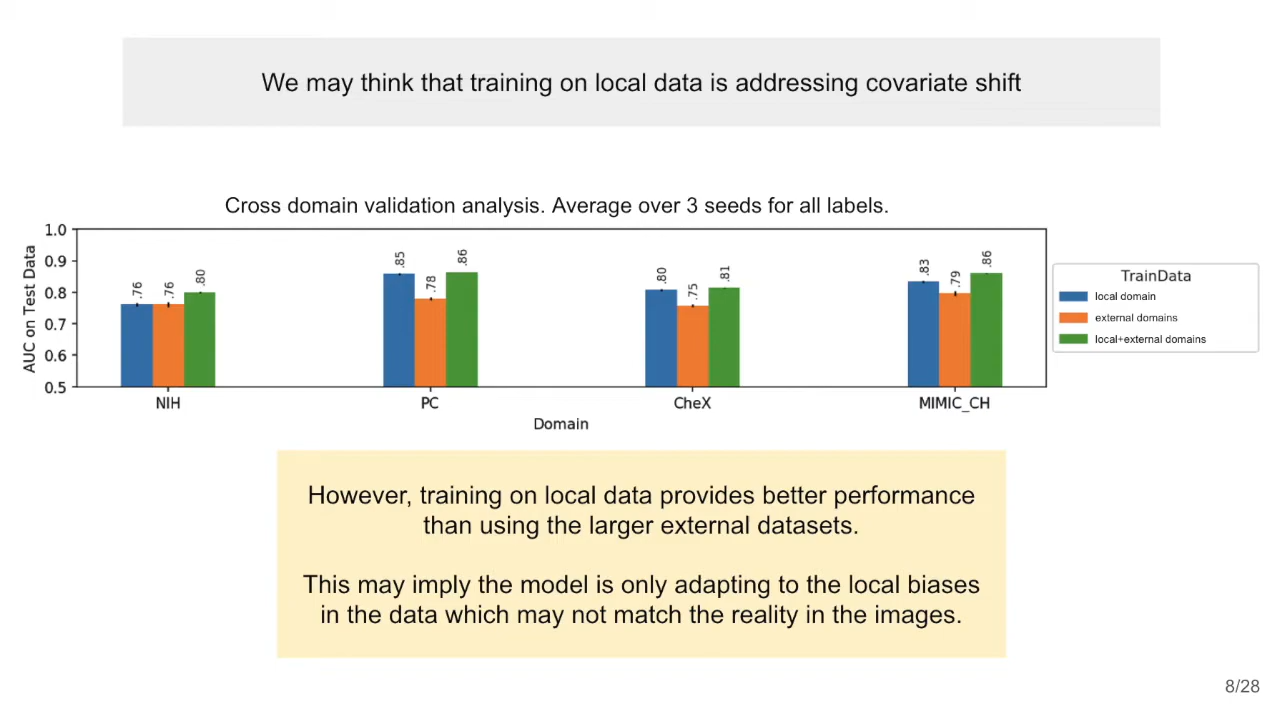 We may think that training on local data is addressing covariate shift
Cross domain validation analysis. Average over 3 seeds for all labels.
AUC on Test Data
1.0
0.9
0.8
0.7
0.6
0.5
.76
.76
.80
.85
.78
.86
.80
.75
.81
.83
.79
.86
NIH
PC
CheX
MIMIC_CH
Domain
TrainData
local domain
external domains
local+external domains
However, training on local data provides better performance
than using the larger external datasets.
This may imply the model is only adapting to the local biases
in the data which may not match the reality in the images.
8/28